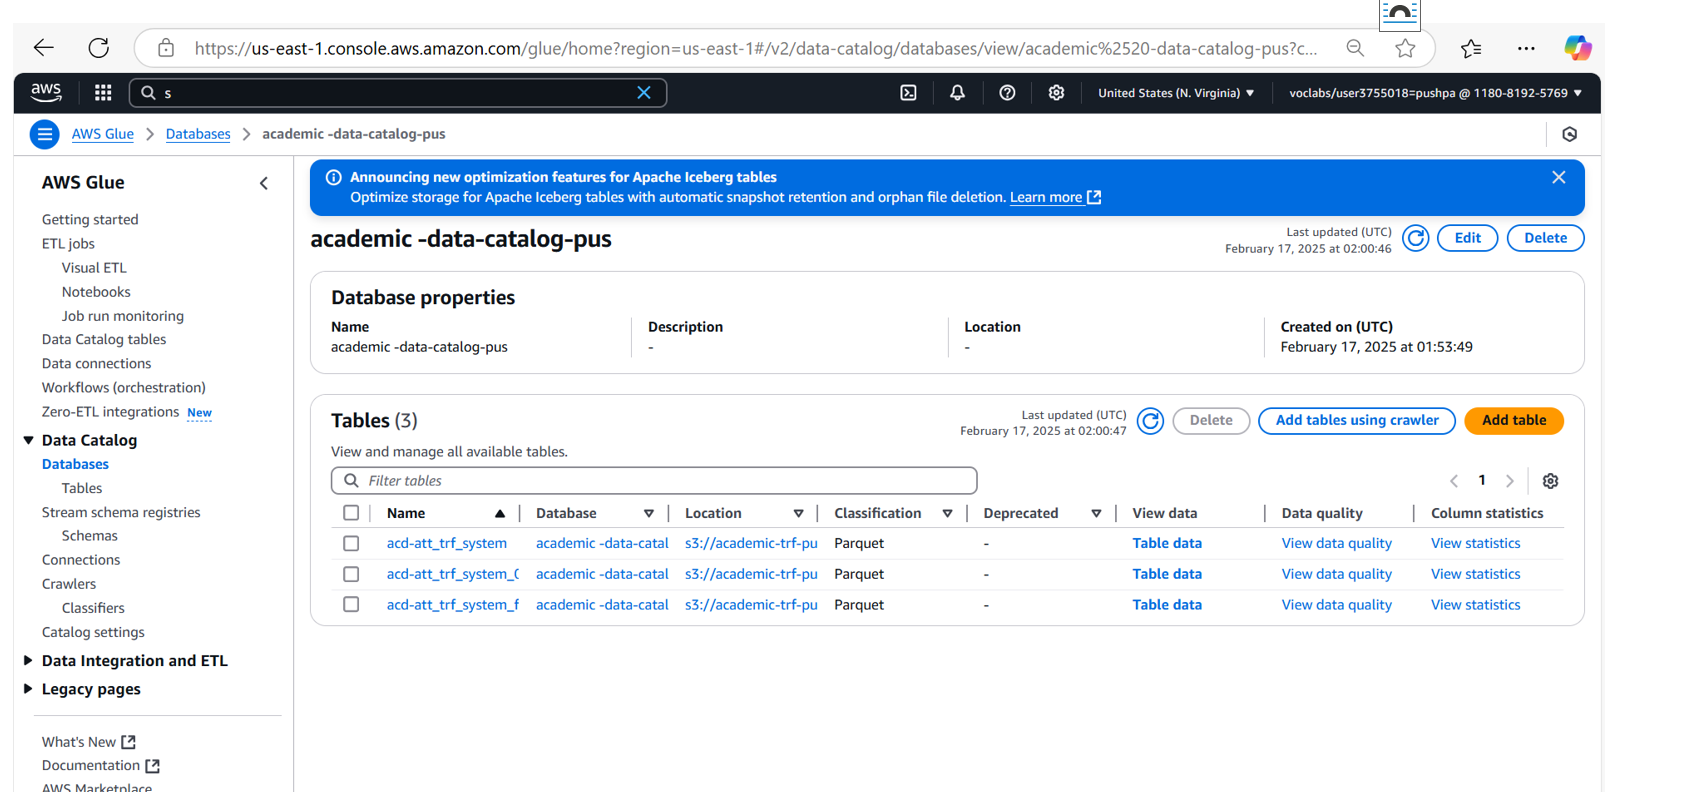 https://us-east-1.console.aws.amazon.com/glue/home?region=us-east-1#/v2/data-catalog/databases/view/academic%2520-data-catalog-pus?c...
aws s United States (N. Virginia) voclabs/user3755018=pushpa @ 1180-8192-5769
AWS Glue Databases academic -data-catalog-pus
AWS Glue
Getting started
ETL jobs
Visual ETL
Notebooks
Job run monitoring
Data Catalog tables
Data connections
Workflows (orchestration)
Zero-ETL integrations New
Data Catalog
Databases
Tables
Stream schema registries
Schemas
Connections
Crawlers
Classifiers
Catalog settings
Data Integration and ETL
Legacy pages
What's New
Documentation
AWS Marketplace
Announcing new optimization features for Apache Iceberg tables
Optimize storage for Apache Iceberg tables with automatic snapshot retention and orphan file deletion. Learn more
academic -data-catalog-pus
Last updated (UTC)
February 17, 2025 at 02:00:46
Edit Delete
Database properties
Name Description Location Created on (UTC)
academic -data-catalog-pus - - February 17, 2025 at 01:53:49
Tables (3)
Last updated (UTC)
February 17, 2025 at 02:00:47
Delete Add tables using crawler Add table
View and manage all available tables.
Filter tables
1
Name Database Location Classification Deprecated View data Data quality Column statistics
acd-att_trf_system academic -data-catal s3://academic-trf-pu Parquet - Table data View data quality View statistics
acd-att_trf_system_0 academic -data-catal s3://academic-trf-pu Parquet - Table data View data quality View statistics
acd-att_trf_system_f academic -data-catal s3://academic-trf-pu Parquet - Table data View data quality View statistics